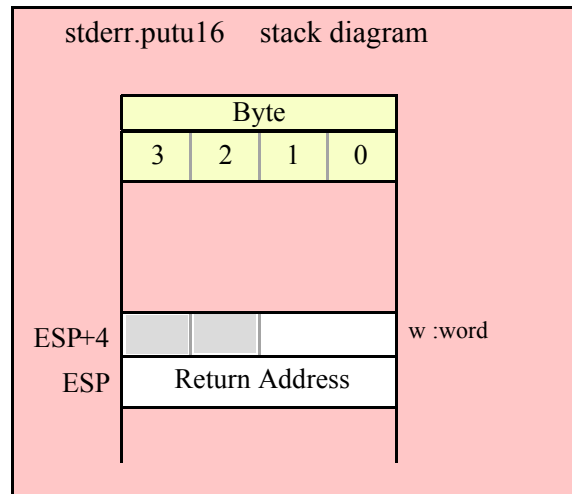 stderr.putu16 stack diagram
Byte
3 2 1 0
ESP+4 w :word
ESP Return Address